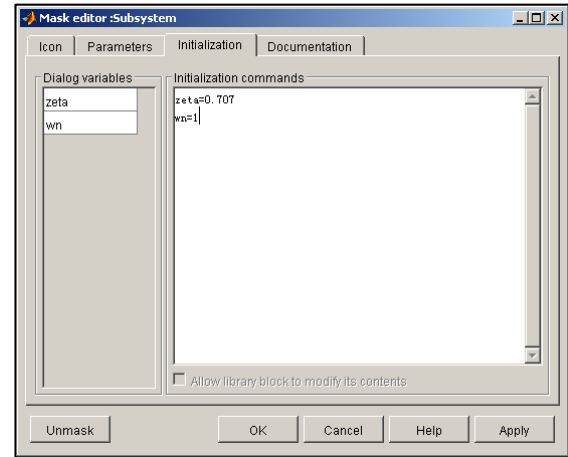 Mask editor :Subsystem
Icon Parameters Initialization Documentation
Dialog variables
zeta
wn
Initialization commands
zeta=0.707
wn=1
Allow library block to modify its contents
Unmask OK Cancel Help Apply